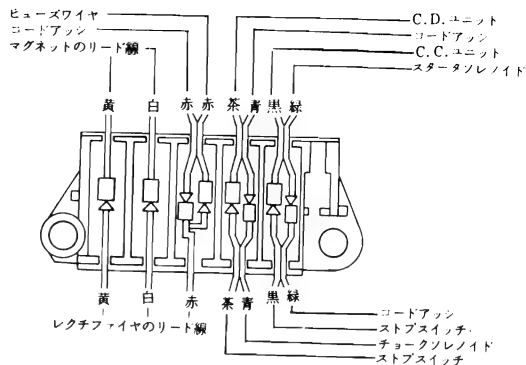 ヒューズワイヤ
コードアッシ
マグネットのリード線
C.D.ユニット
コードアッシ
C.C.ユニット
スタータソレノイド
黄 白 赤 赤 茶 青 黒 緑
黄 白 赤 茶 青 黒 緑
レクチファイヤのリード線
コードアッシ
ストプスイッチ
チョークソレノイド
ストプスイッチ